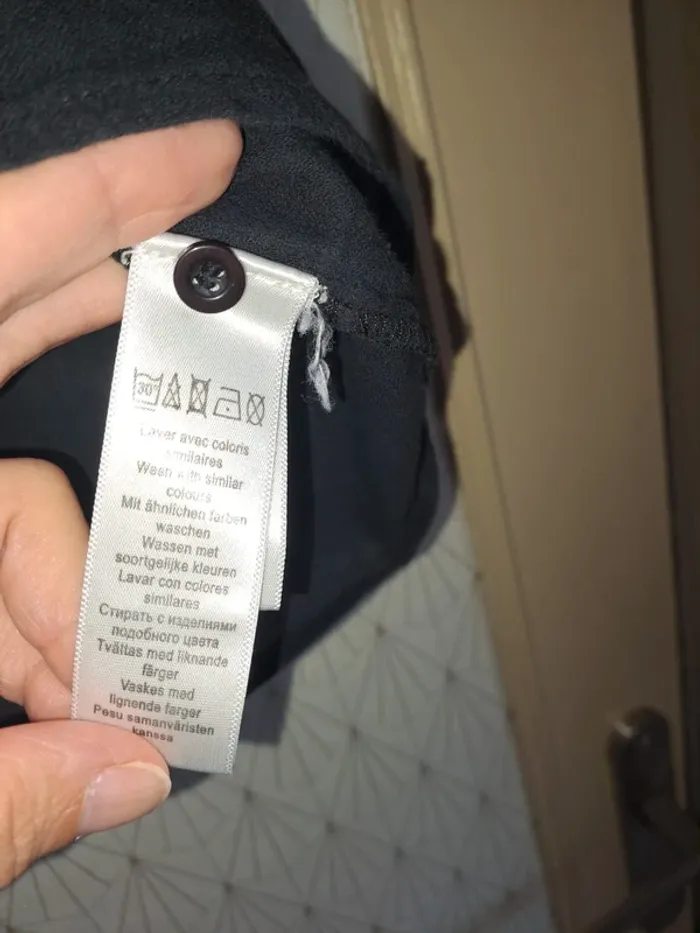 30°
Laver avec coloris
similaires
Wash with similar
colours
Mit ähnlichen farben
waschen
Wassen met
soortgelijke kleuren
Lavar con colores
similares
Стирать с изделиями
подобного цвета
Tvättas med liknande
färger
Vaskes med
lignende farger
Pesu samanväristen
kanssa